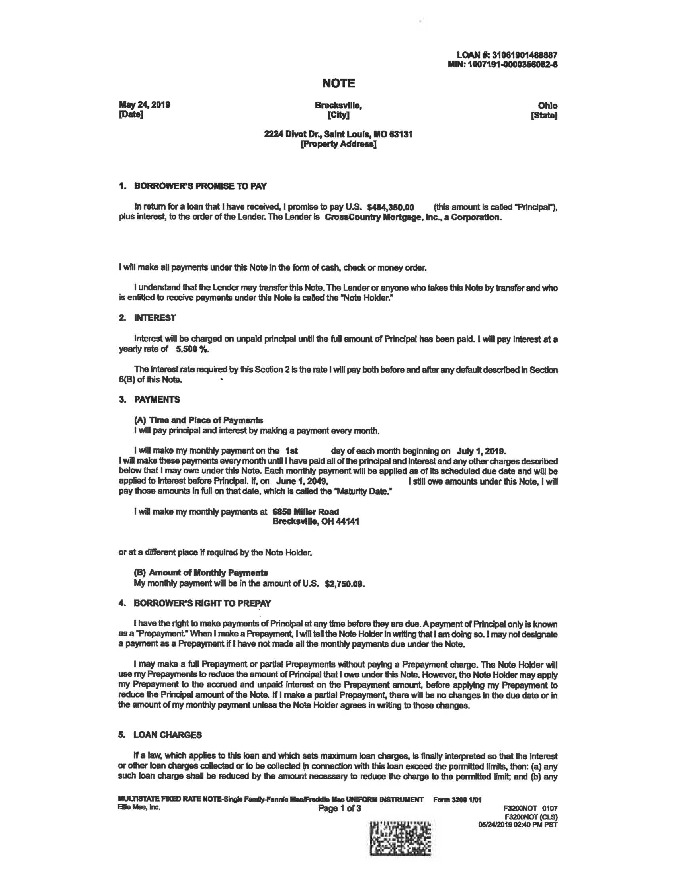 LOAN #: 31061901488887
MIN: 1007191-0000366062-6
NOTE
May 24, 2019 Brecksville, Ohio
[Date] [City] [State]
2224 Divot Dr., Saint Louis, MO 63131
[Property Address]
1. BORROWER'S PROMISE TO PAY
In return for a loan that I have received, I promise to pay U.S. $484,350.00 (this amount is called "Principal"),
plus interest, to the order of the Lender. The Lender is CrossCountry Mortgage, Inc., a Corporation.
I will make all payments under this Note in the form of cash, check or money order.
I understand that the Lender may transfer this Note. The Lender or anyone who takes this Note by transfer and who
is entitled to receive payments under this Note is called the "Note Holder."
2. INTEREST
Interest will be charged on unpaid principal until the full amount of Principal has been paid. I will pay interest at a
yearly rate of 5.500 %.
The interest rate required by this Section 2 is the rate I will pay both before and after any default described in Section
6(B) of this Note.
3. PAYMENTS
(A) Time and Place of Payments
I will pay principal and interest by making a payment every month.
I will make my monthly payment on the 1st day of each month beginning on July 1, 2019.
I will make these payments every month until I have paid all of the principal and interest and any other charges described
below that I may owe under this Note. Each monthly payment will be applied as of its scheduled due date and will be
applied to interest before Principal. If, on June 1, 2049, I still owe amounts under this Note, I will
pay those amounts in full on that date, which is called the "Maturity Date."
I will make my monthly payments at 6850 Miller Road
Brecksville, OH 44141
or at a different place if required by the Note Holder.
(B) Amount of Monthly Payments
My monthly payment will be in the amount of U.S. $2,750.09.
4. BORROWER'S RIGHT TO PREPAY
I have the right to make payments of Principal at any time before they are due. A payment of Principal only is known
as a "Prepayment." When I make a Prepayment, I will tell the Note Holder in writing that I am doing so. I may not designate
a payment as a Prepayment if I have not made all the monthly payments due under the Note.
I may make a full Prepayment or partial Prepayments without paying a Prepayment charge. The Note Holder will
use my Prepayments to reduce the amount of Principal that I owe under this Note. However, the Note Holder may apply
my Prepayment to the accrued and unpaid interest on the Prepayment amount, before applying my Prepayment to
reduce the Principal amount of the Note. If I make a partial Prepayment, there will be no changes in the due date or in
the amount of my monthly payment unless the Note Holder agrees in writing to those changes.
5. LOAN CHARGES
If a law, which applies to this loan and which sets maximum loan charges, is finally interpreted so that the interest
or other loan charges collected or to be collected in connection with this loan exceed the permitted limits, then: (a) any
such loan charge shall be reduced by the amount necessary to reduce the charge to the permitted limit; and (b) any
MULTISTATE FIXED RATE NOTE-Single Family-Fannie Mae/Freddie Mac UNIFORM INSTRUMENT Form 3200 1/01
Ellie Mae, Inc. Page 1 of 3 F3200NOT 0107
F3200NOT (CLS)
05/24/2019 02:40 PM PST